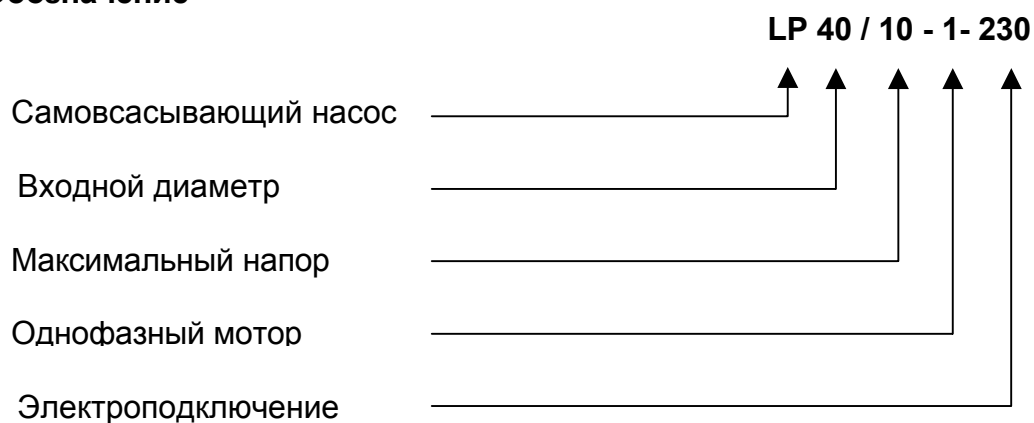 LP 40 / 10 - 1- 230
Самовсасывающий насос
Входной диаметр
Максимальный напор
Однофазный мотор
Электроподключение